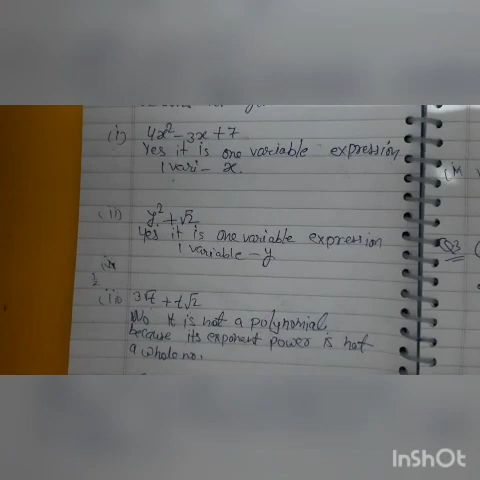 (i) 4x² - 3x + 7
Yes it is one variable expression
1 vari - x.
(ii) y² + √2
Yes it is one variable expression
1 variable - y
(iii 3√t + t√2
No it is not a polynomial
because its exponent power is not
a whole no.
Q3
InShOt